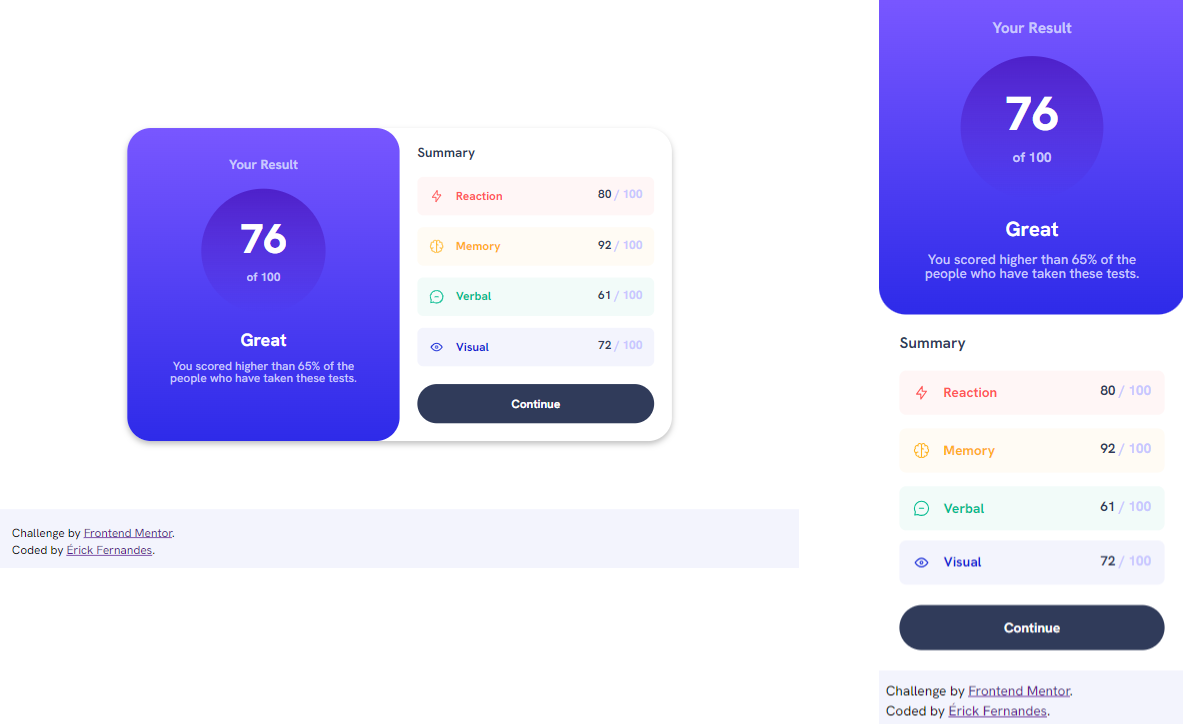 Your Result
76
of 100
Great
You scored higher than 65% of the
people who have taken these tests.
Summary
Reaction 80 / 100
Memory 92 / 100
Verbal 61 / 100
Visual 72 / 100
Continue
Challenge by Frontend Mentor.
Coded by Érick Fernandes.
Your Result
76
of 100
Great
You scored higher than 65% of the
people who have taken these tests.
Summary
Reaction 80 / 100
Memory 92 / 100
Verbal 61 / 100
Visual 72 / 100
Continue
Challenge by Frontend Mentor.
Coded by Érick Fernandes.